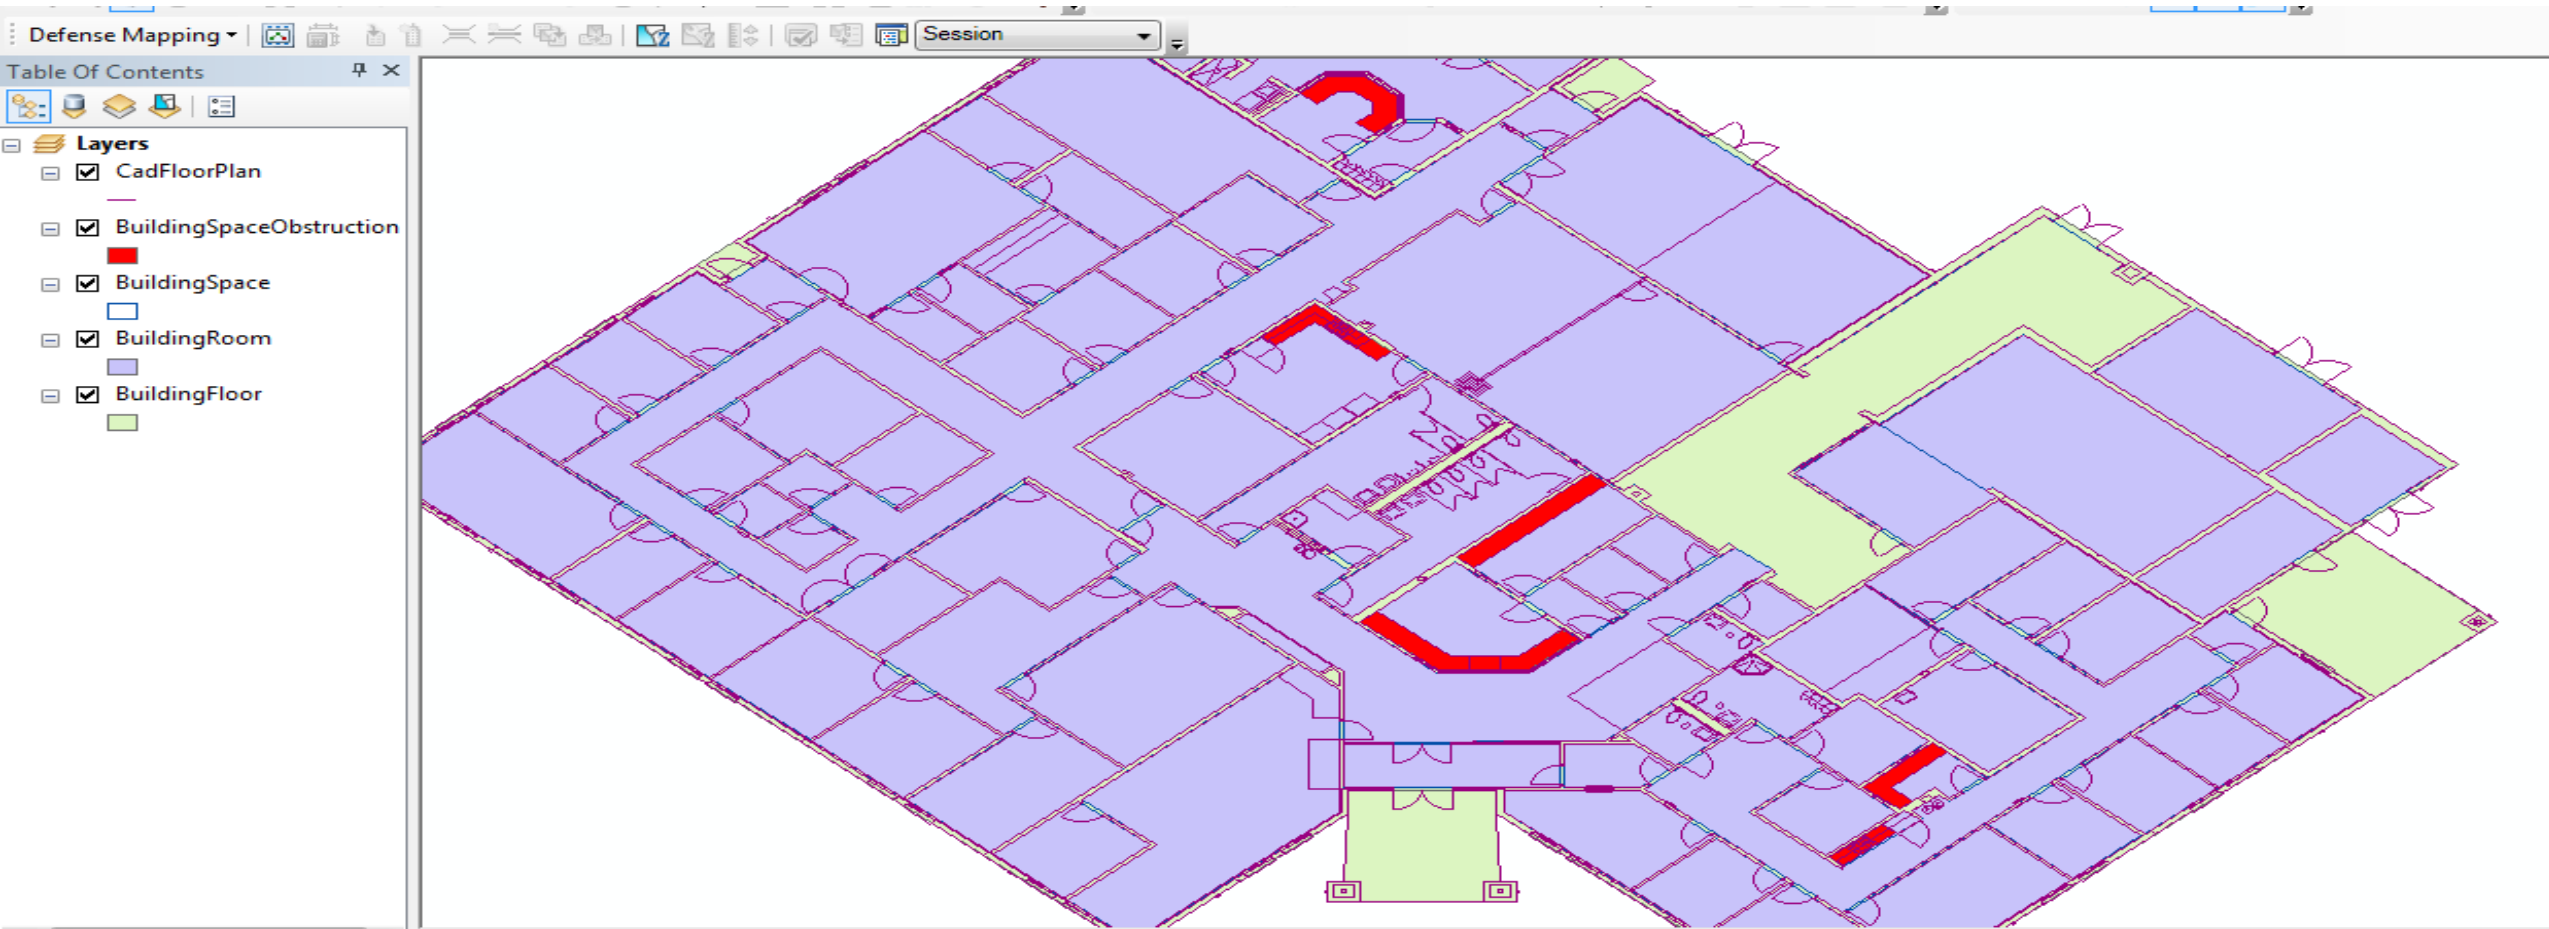 Defense Mapping
Session
Table Of Contents
Layers
CadFloorPlan
BuildingSpaceObstruction
BuildingSpace
BuildingRoom
BuildingFloor